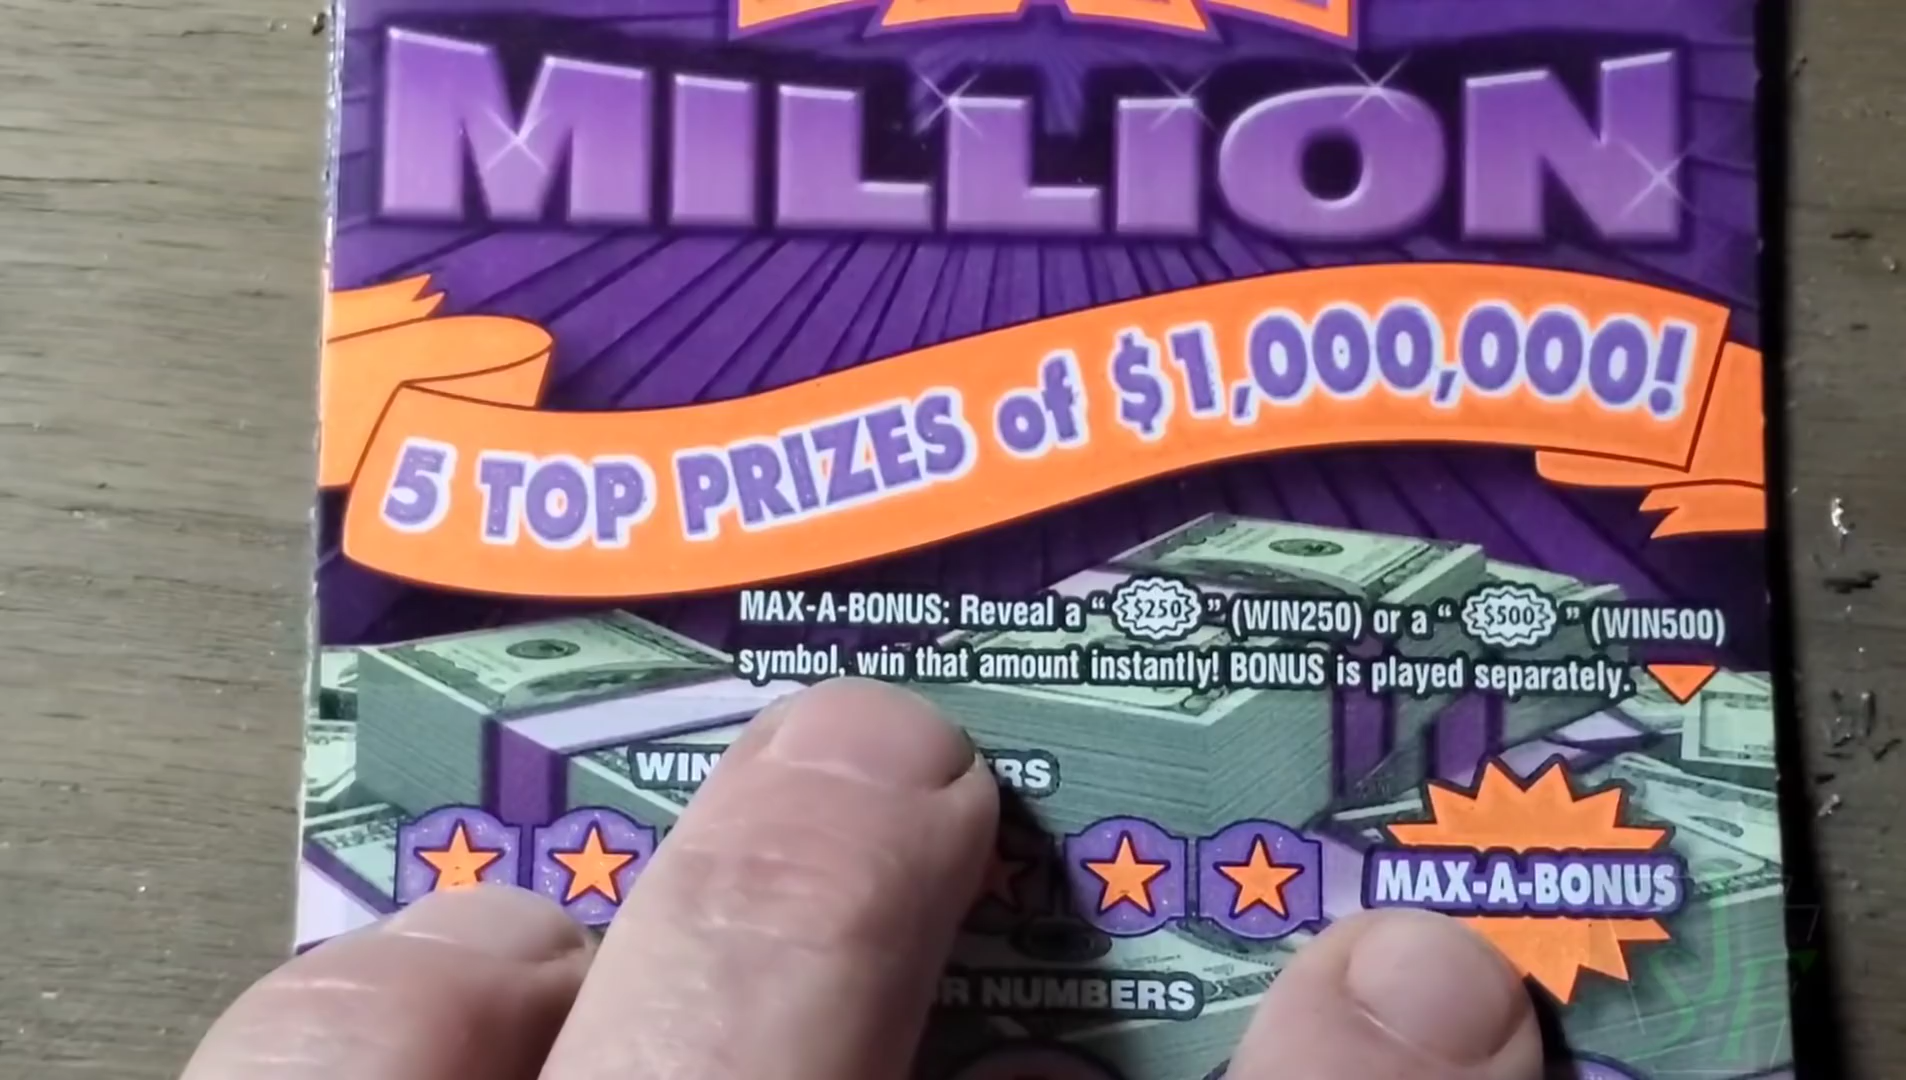 MILLION
5 TOP PRIZES of $1,000,000!
MAX-A-BONUS: Reveal a " $250 " (WIN250) or a " $500 " (WIN500)
symbol, win that amount instantly! BONUS is played separately.
MAX-A-BONUS
NUMBERS